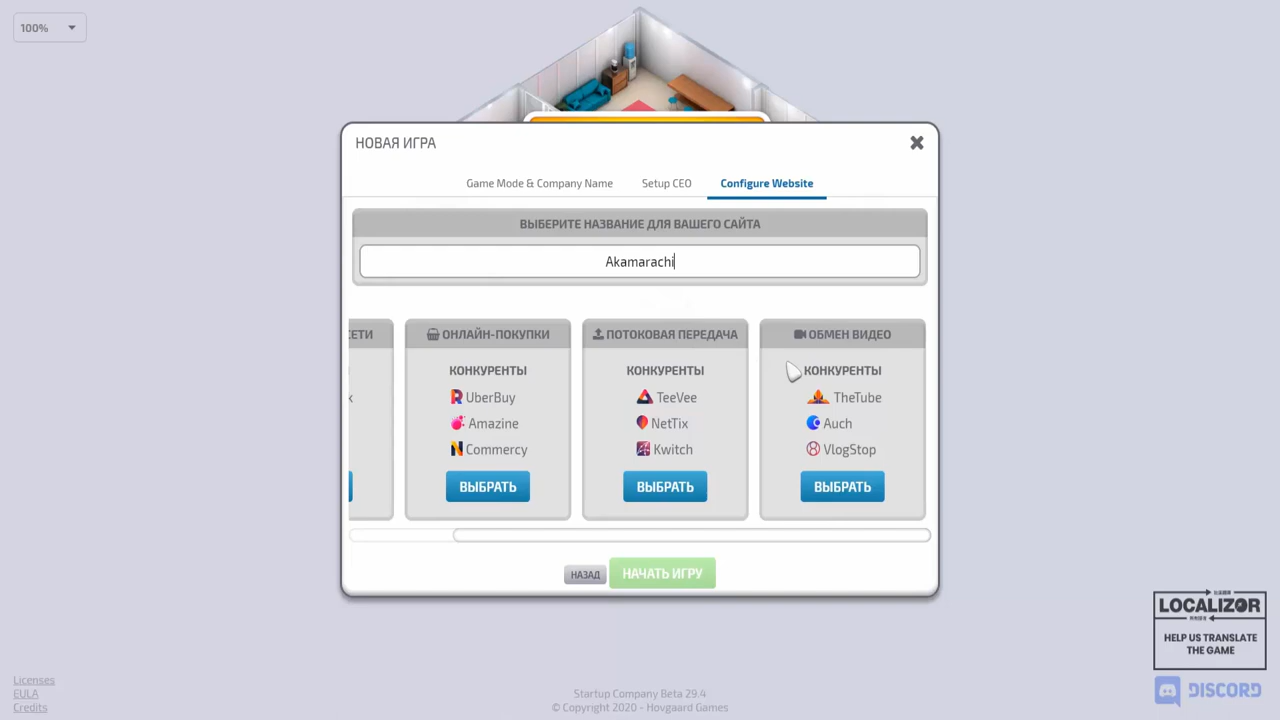 100%
НОВАЯ ИГРА
Game Mode & Company Name
Setup CEO
Configure Website
ВЫБЕРИТЕ НАЗВАНИЕ ДЛЯ ВАШЕГО САЙТА
Akamarachi
ЕТИ
ОНЛАЙН-ПОКУПКИ
КОНКУРЕНТЫ
UberBuy
Amazine
Commercy
ВЫБРАТЬ
ПОТОКОВАЯ ПЕРЕДАЧА
КОНКУРЕНТЫ
TeeVee
NetTix
Kwitch
ВЫБРАТЬ
ОБМЕН ВИДЕО
КОНКУРЕНТЫ
TheTube
Auch
VlogStop
ВЫБРАТЬ
НАЗАД
НАЧАТЬ ИГРУ
LOCALIZOR
HELP US TRANSLATE
THE GAME
DISCORD
Licenses
EULA
Credits
Startup Company Beta 29.4
© Copyright 2020 - Hovgaard Games